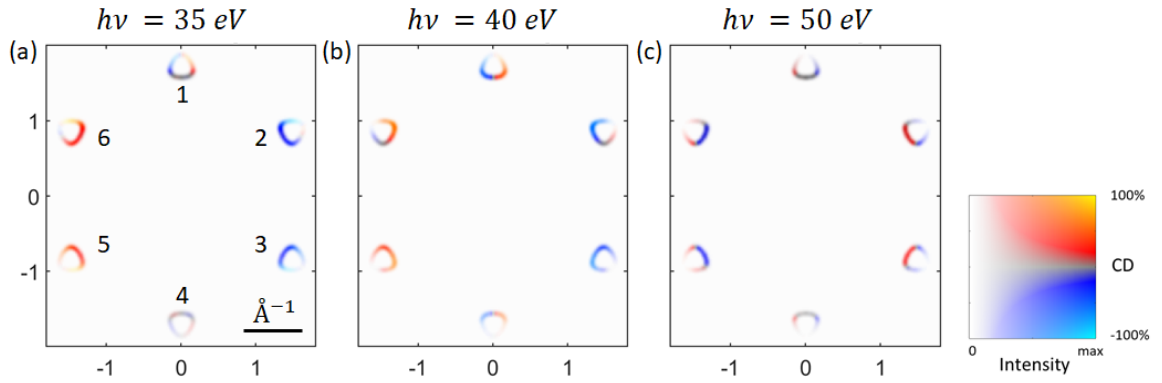 hν = 35 eV
hν = 40 eV
hν = 50 eV
(a)
(b)
(c)
1
6
2
5
3
4
Å⁻¹
1
0
-1
-1
0
1
-1
0
1
-1
0
1
100%
CD
-100%
0
max
Intensity